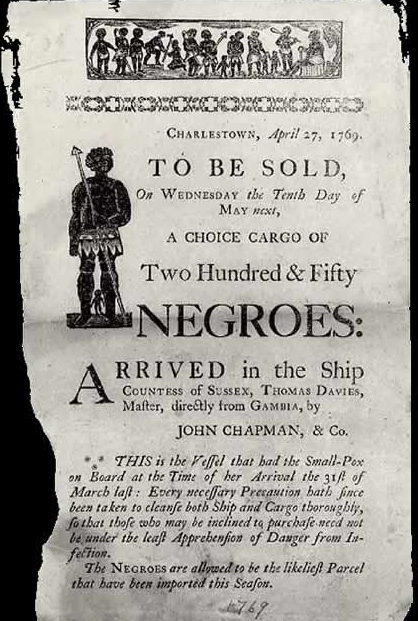 CHARLESTOWN, April 27, 1769.
TO BE SOLD,
On WEDNESDAY the Tenth Day of
MAY next,
A CHOICE CARGO OF
Two Hundred & Fifty
NEGROES:
ARRIVED in the Ship
COUNTESS OF SUSSEX, THOMAS DAVIES,
Maſter, directly from GAMBIA, by
JOHN CHAPMAN, & Co.
*** THIS is the Veſſel that had the Small-Pox
on Board at the Time of her Arrival the 31ſt of
March laſt: Every neceſſary Precaution hath ſince
been taken to cleanſe both Ship and Cargo thoroughly,
ſo that thoſe who may be inclined to purchaſe need not
be under the leaſt Apprehenſion of Danger from In-
fection.
The NEGROES are allowed to be the likelieſt Parcel
that have been imported this Seaſon.
1769